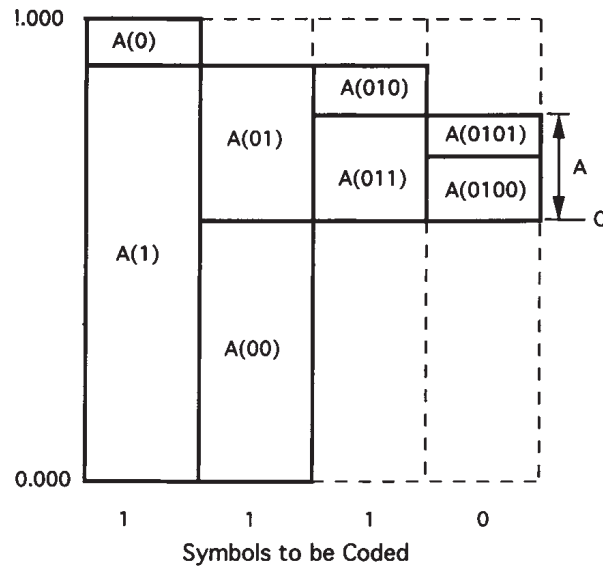 1.000
A(0)
A(010)
A(01)
A(0101)
A
A(011)
A(0100)
C
A(1)
A(00)
0.000
1 1 1 0
Symbols to be Coded